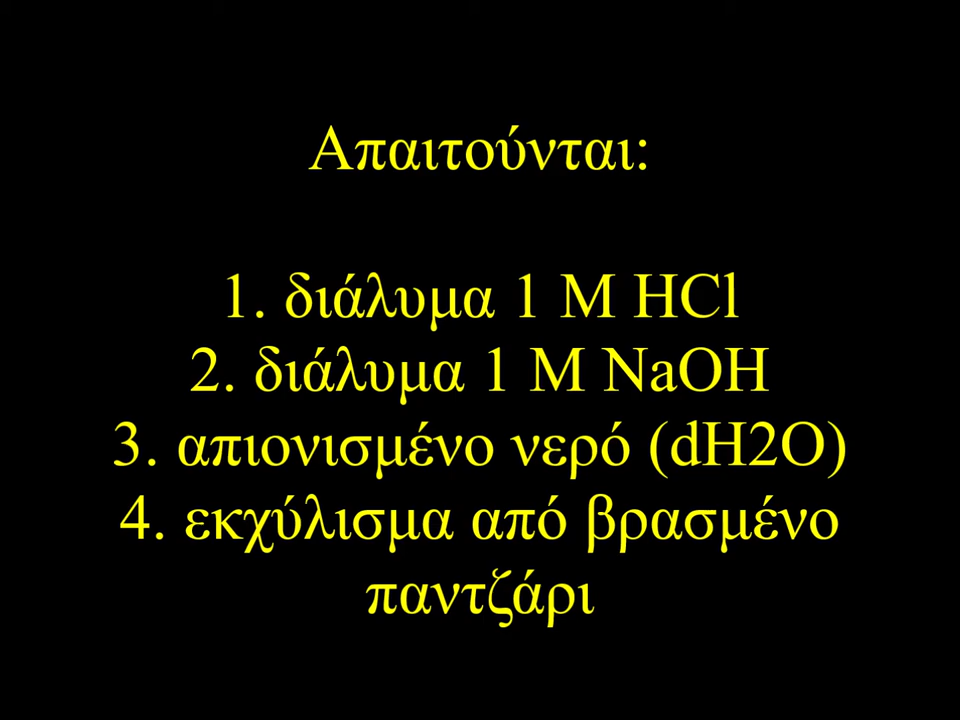 Απαιτούνται:
1. διάλυμα 1 M HCl
2. διάλυμα 1 M NaOH
3. απιονισμένο νερό (dH2O)
4. εκχύλισμα από βρασμένο
παντζάρι